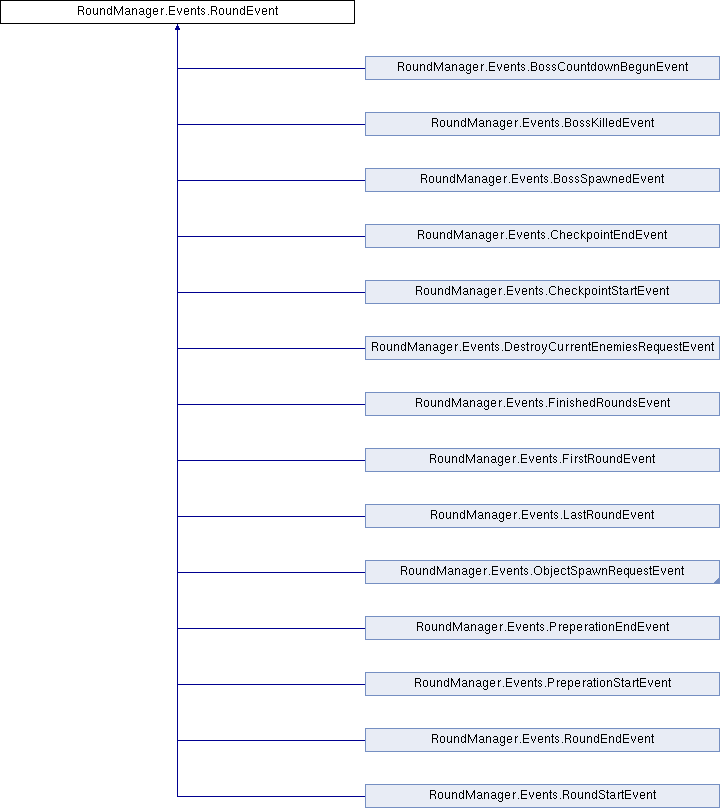 RoundManager.Events.RoundEvent
RoundManager.Events.BossCountdownBegunEvent
RoundManager.Events.BossKilledEvent
RoundManager.Events.BossSpawnedEvent
RoundManager.Events.CheckpointEndEvent
RoundManager.Events.CheckpointStartEvent
RoundManager.Events.DestroyCurrentEnemiesRequestEvent
RoundManager.Events.FinishedRoundsEvent
RoundManager.Events.FirstRoundEvent
RoundManager.Events.LastRoundEvent
RoundManager.Events.ObjectSpawnRequestEvent
RoundManager.Events.PreperationEndEvent
RoundManager.Events.PreperationStartEvent
RoundManager.Events.RoundEndEvent
RoundManager.Events.RoundStartEvent